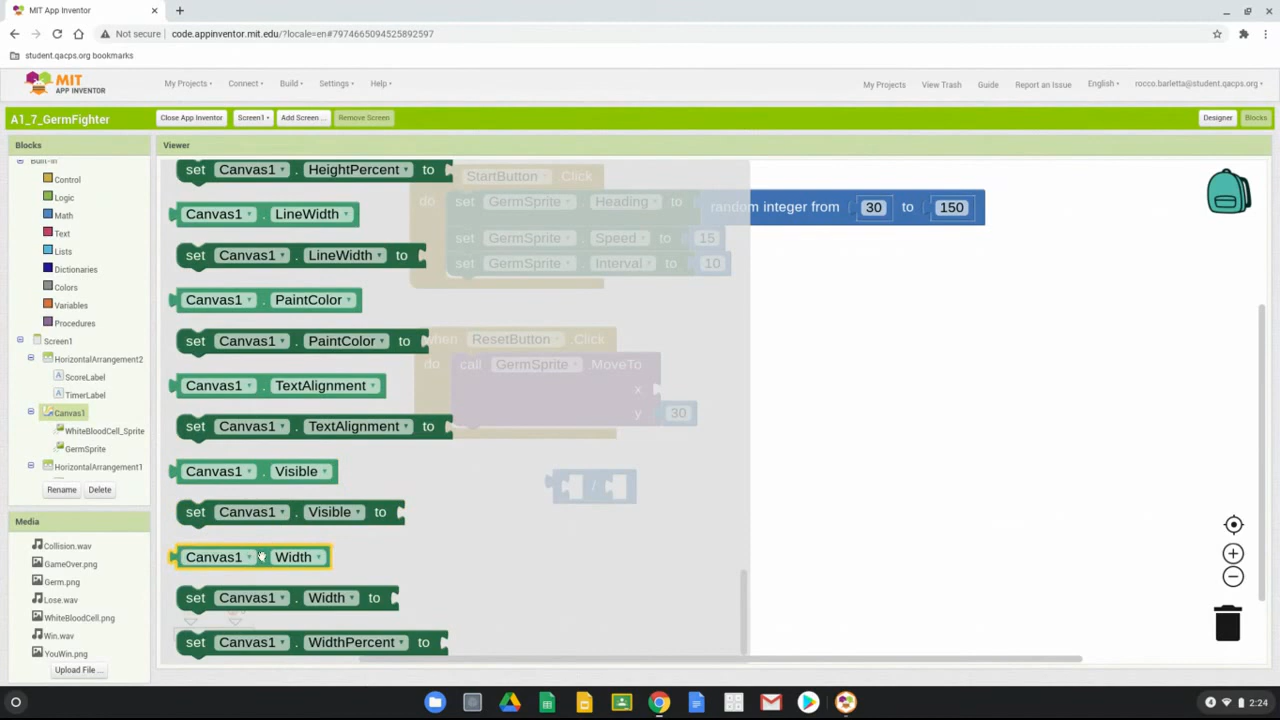 MIT App Inventor
Not secure | code.appinventor.mit.edu/?locale=en#7974665094525892597
student.qacps.org bookmarks
MIT APP INVENTOR
My Projects Connect Build Settings Help My Projects View Trash Guide Report an Issue English rocco.barletta@student.qacps.org
A1_7_GermFighter Close App Inventor Screen1 Add Screen ... Remove Screen Designer Blocks
Blocks
Built-in
Control
Logic
Math
Text
Lists
Dictionaries
Colors
Variables
Procedures
Screen1
HorizontalArrangement2
ScoreLabel
TimerLabel
Canvas1
WhiteBloodCell_Sprite
GermSprite
HorizontalArrangement1
Rename Delete
Media
Collision.wav
GameOver.png
Germ.png
Lose.wav
WhiteBloodCell.png
Win.wav
YouWin.png
Upload File ...
Viewer
set Canvas1 . HeightPercent to
Canvas1 . LineWidth
set Canvas1 . LineWidth to
Canvas1 . PaintColor
set Canvas1 . PaintColor to
Canvas1 . TextAlignment
set Canvas1 . TextAlignment to
Canvas1 . Visible
set Canvas1 . Visible to
Canvas1 . Width
set Canvas1 . Width to
set Canvas1 . WidthPercent to
StartButton . Click
do set GermSprite . Heading to random integer from 30 to 150
set GermSprite . Speed to 15
set GermSprite . Interval to 10
when ResetButton . Click
do call GermSprite . MoveTo
x
y 30
/
4 2:24